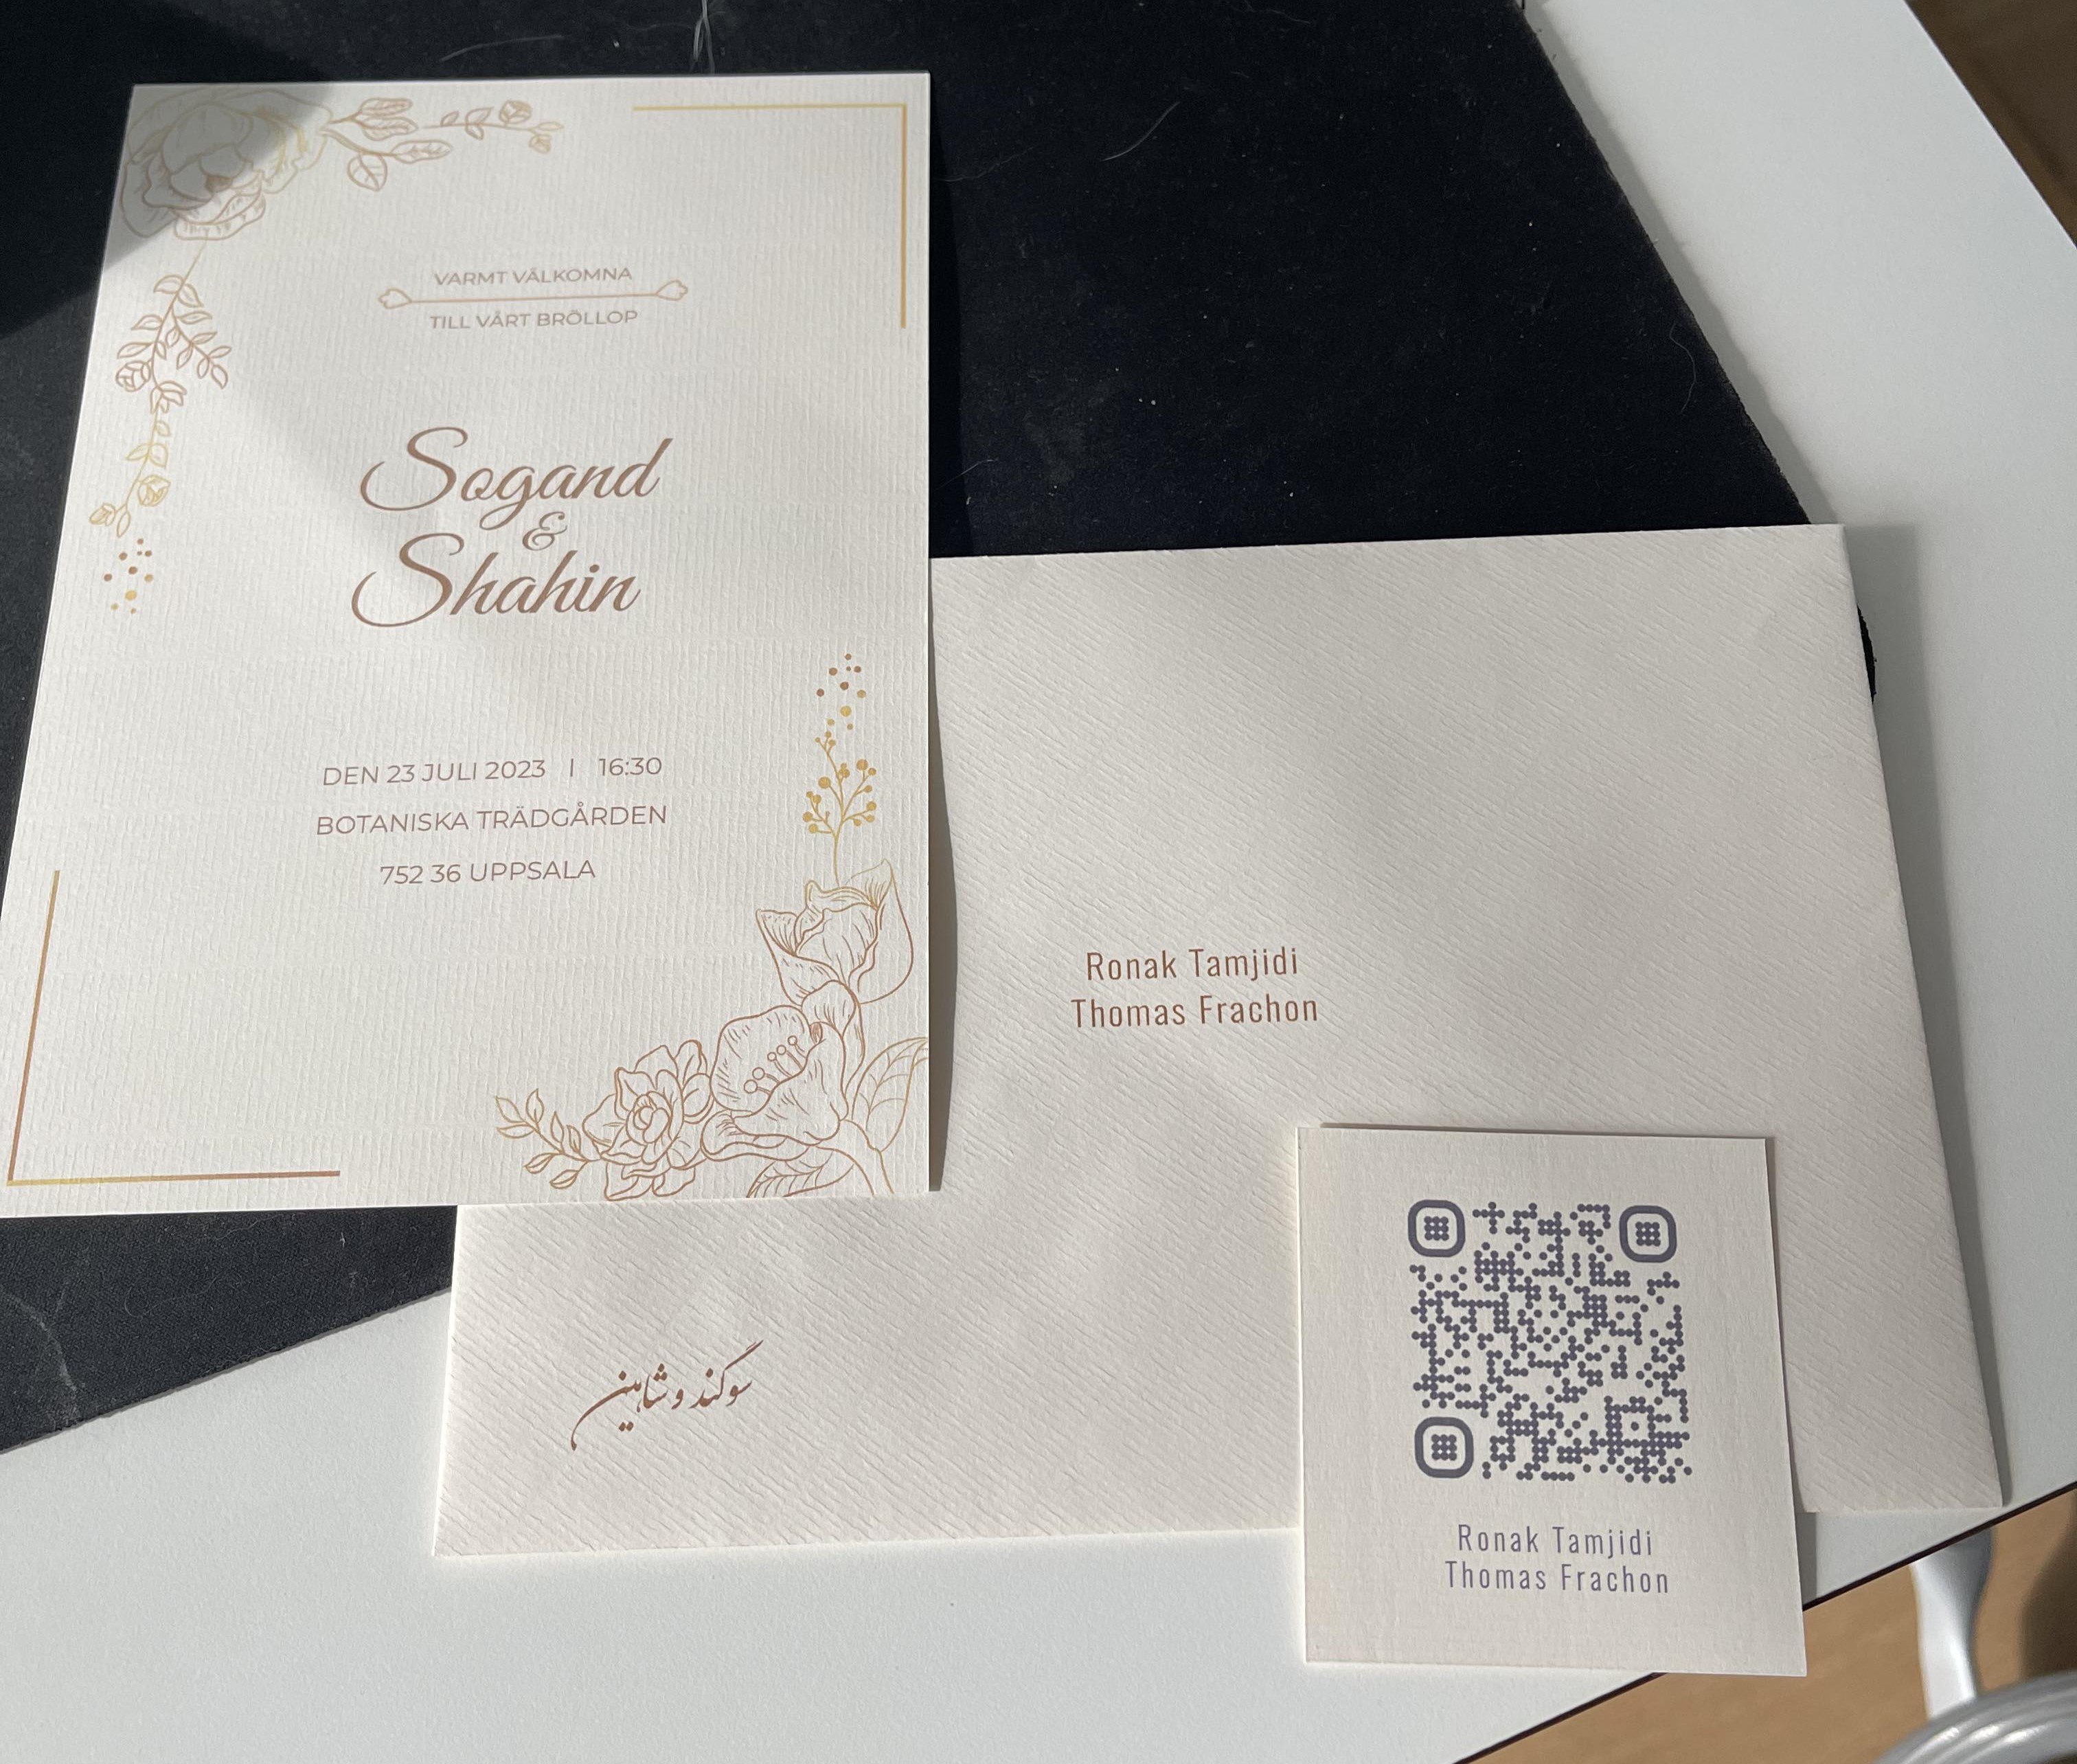 VARMT VÄLKOMNA
TILL VÅRT BRÖLLOP
Sogand
&
Shahin
DEN 23 JULI 2023 | 16:30
BOTANISKA TRÄDGÅRDEN
752 36 UPPSALA
Ronak Tamjidi
Thomas Frachon
سوگند و شاهین
Ronak Tamjidi
Thomas Frachon